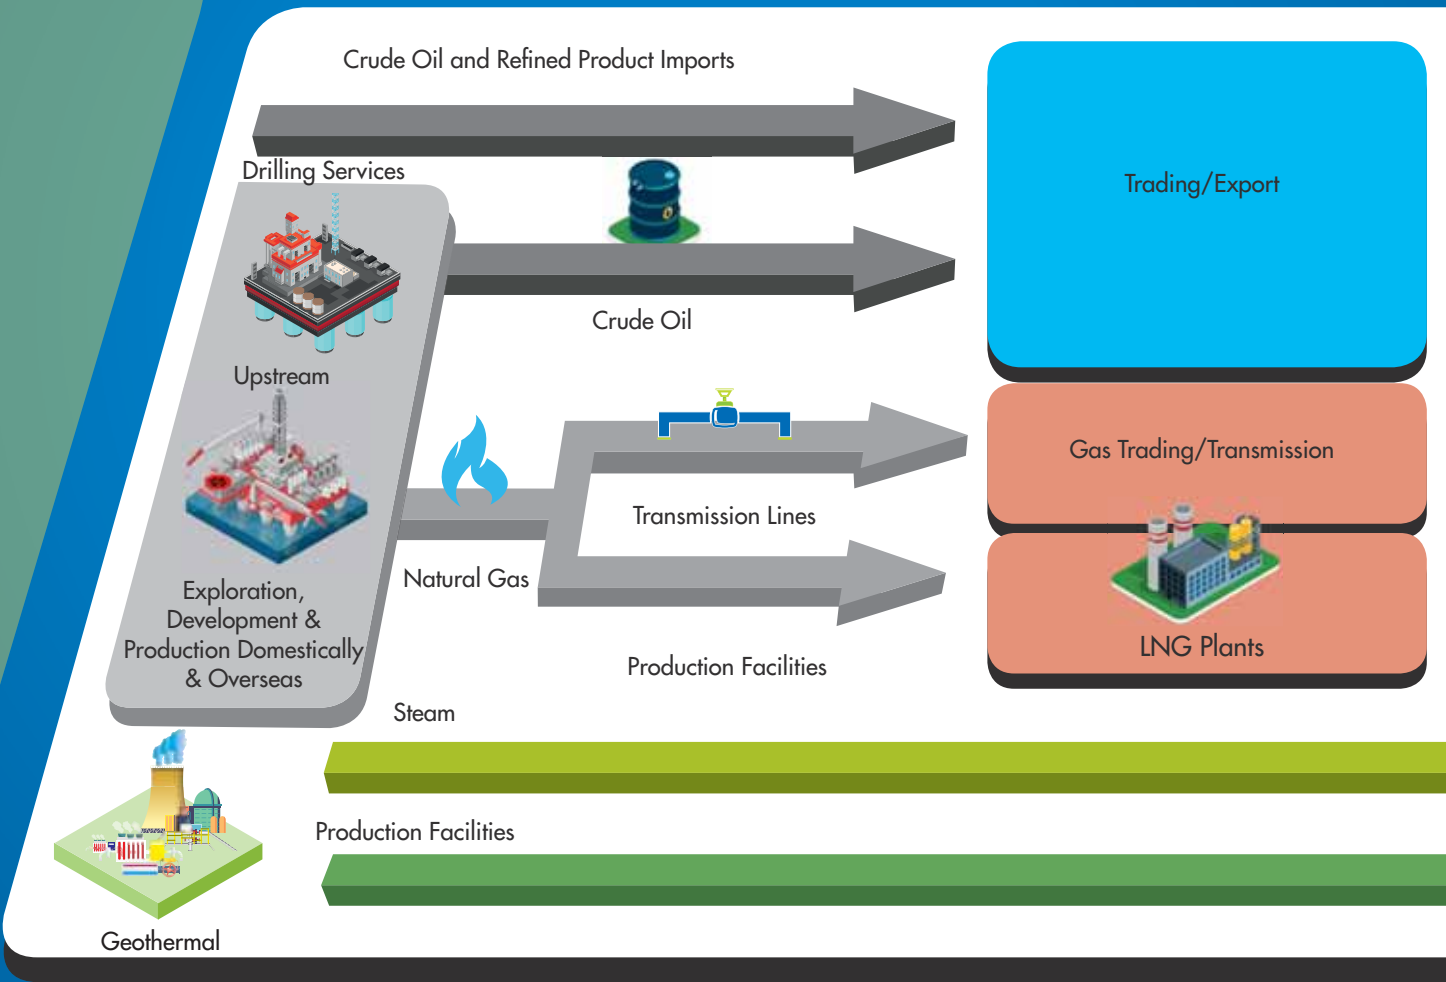 Crude Oil and Refined Product Imports
Drilling Services
Trading/Export
Crude Oil
Upstream
Gas Trading/Transmission
Transmission Lines
Natural Gas
Exploration,
Development &
Production Domestically
& Overseas
LNG Plants
Production Facilities
Steam
Production Facilities
Geothermal